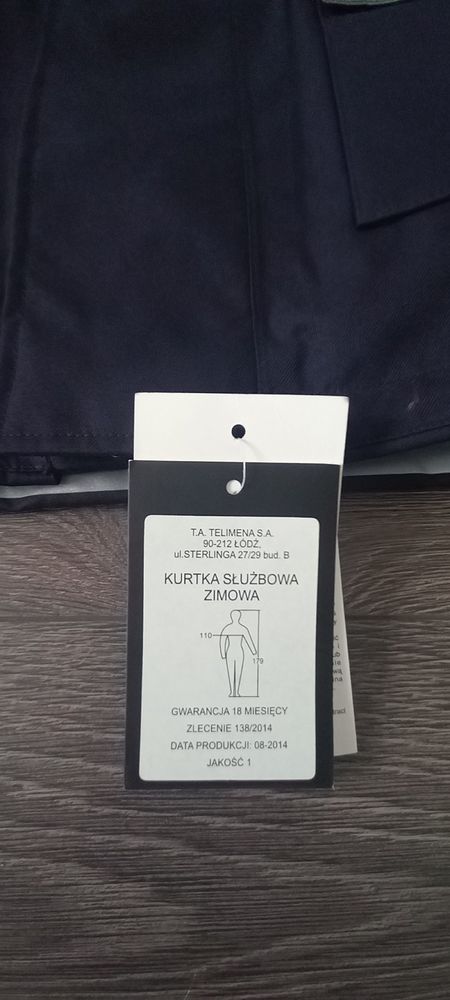 T.A. TELIMENA S.A.
90-212 ŁÓDŹ,
ul.STERLINGA 27/29 bud. B
KURTKA SŁUŻBOWA
ZIMOWA
110
179
GWARANCJA 18 MIESIĘCY
ZLECENIE 138/2014
DATA PRODUKCJI: 08-2014
JAKOŚĆ 1